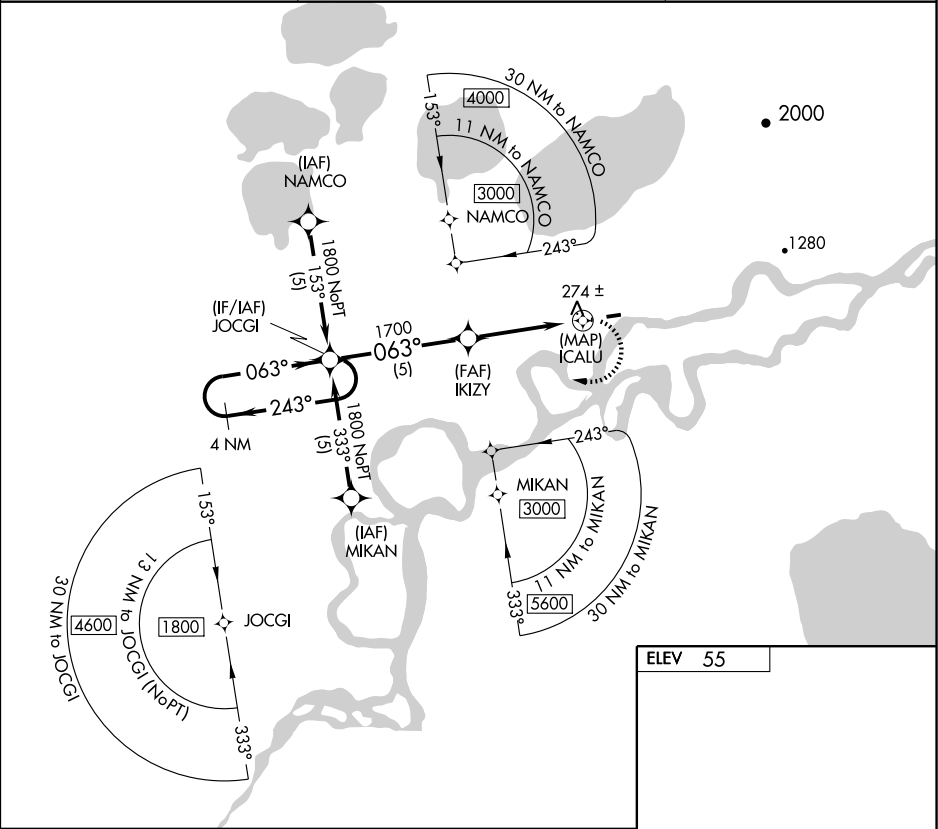 30 NM to NAMCO
4000
153°
11 NM to NAMCO
2000
(IAF)
NAMCO
3000
NAMCO
243°
1280
1800 NoPT
153°
(5)
274 ±
(IF/IAF)
JOCGI
1700
063°
(5)
(MAP)
ICALU
063°
(FAF)
IKIZY
243°
4 NM
1800 NoPT
333°
(5)
243°
MIKAN
3000
11 NM to MIKAN
30 NM to MIKAN
(IAF)
MIKAN
153°
333°
5600
30 NM to JOCGI
4600
13 NM to JOCGI (NoPT)
1800
JOCGI
333°
ELEV 55